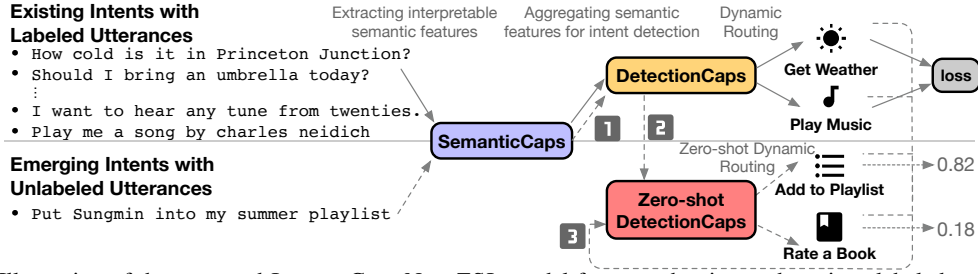 Existing Intents with
Labeled Utterances
• How cold is it in Princeton Junction?
• Should I bring an umbrella today?
⋮
• I want to hear any tune from twenties.
• Play me a song by charles neidich
Emerging Intents with
Unlabeled Utterances
• Put Sungmin into my summer playlist
Extracting interpretable
semantic features
SemanticCaps
Aggregating semantic
features for intent detection
DetectionCaps
1
2
Dynamic
Routing
Get Weather
Play Music
loss
Zero-shot Dynamic
Routing
Zero-shot
DetectionCaps
3
Add to Playlist
0.82
Rate a Book
0.18